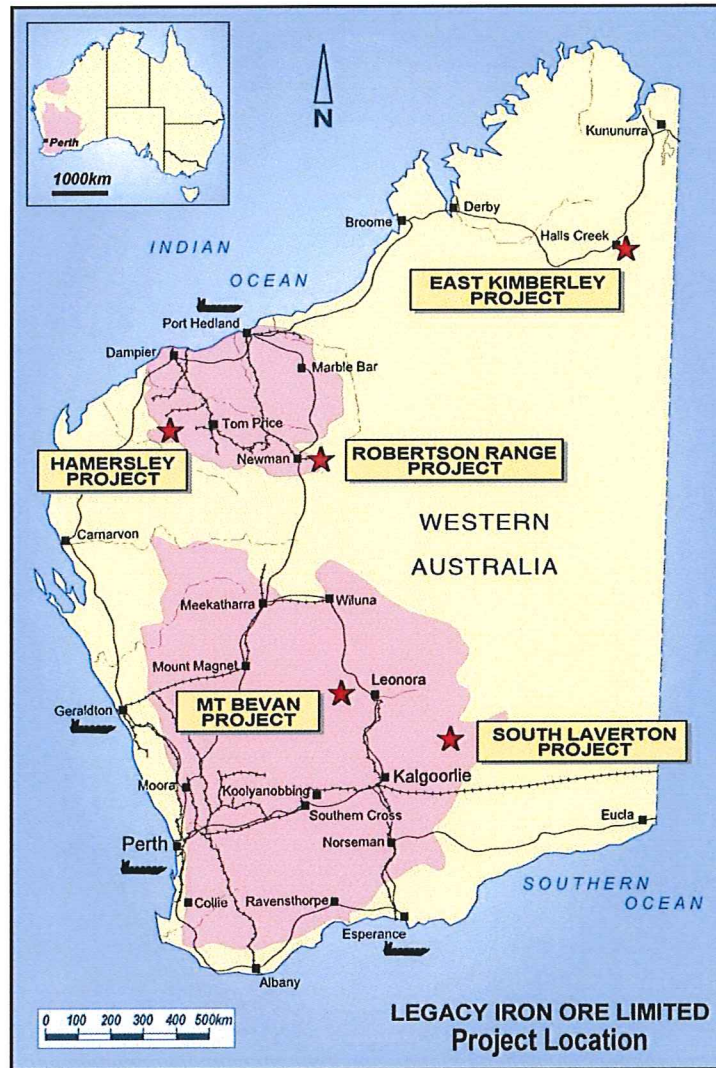 Perth
1000km
N
Kununurra
Derby
Broome
Halls Creek
INDIAN
OCEAN
EAST KIMBERLEY
PROJECT
Port Hedland
Dampier
Marble Bar
Tom Price
HAMERSLEY
PROJECT
Newman
ROBERTSON RANGE
PROJECT
WESTERN
AUSTRALIA
Carnarvon
Meekatharra
Wiluna
Mount Magnet
Leonora
MT BEVAN
PROJECT
Geraldton
SOUTH LAVERTON
PROJECT
Kalgoorlie
Moora
Koolyanobbing
Southern Cross
Eucla
Perth
Norseman
SOUTHERN
OCEAN
Collie
Ravensthorpe
Esperance
Albany
0 100 200 300 400 500km
LEGACY IRON ORE LIMITED
Project Location